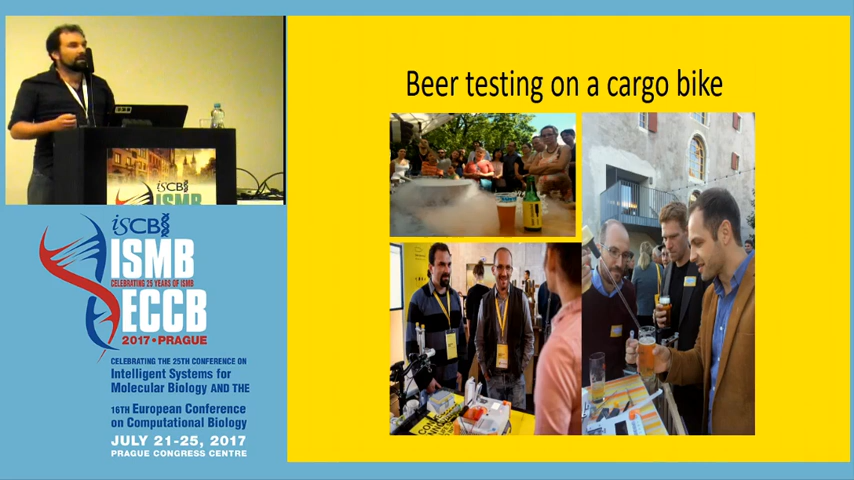 Beer testing on a cargo bike
iSCB
ISMB
iSCB
ISMB
CELEBRATING 25 YEARS OF ISMB
ECCB
2017 • PRAGUE
CELEBRATING THE 25TH CONFERENCE ON
Intelligent Systems for
Molecular Biology AND THE
16TH European Conference
on Computational Biology
JULY 21-25, 2017
PRAGUE CONGRESS CENTRE